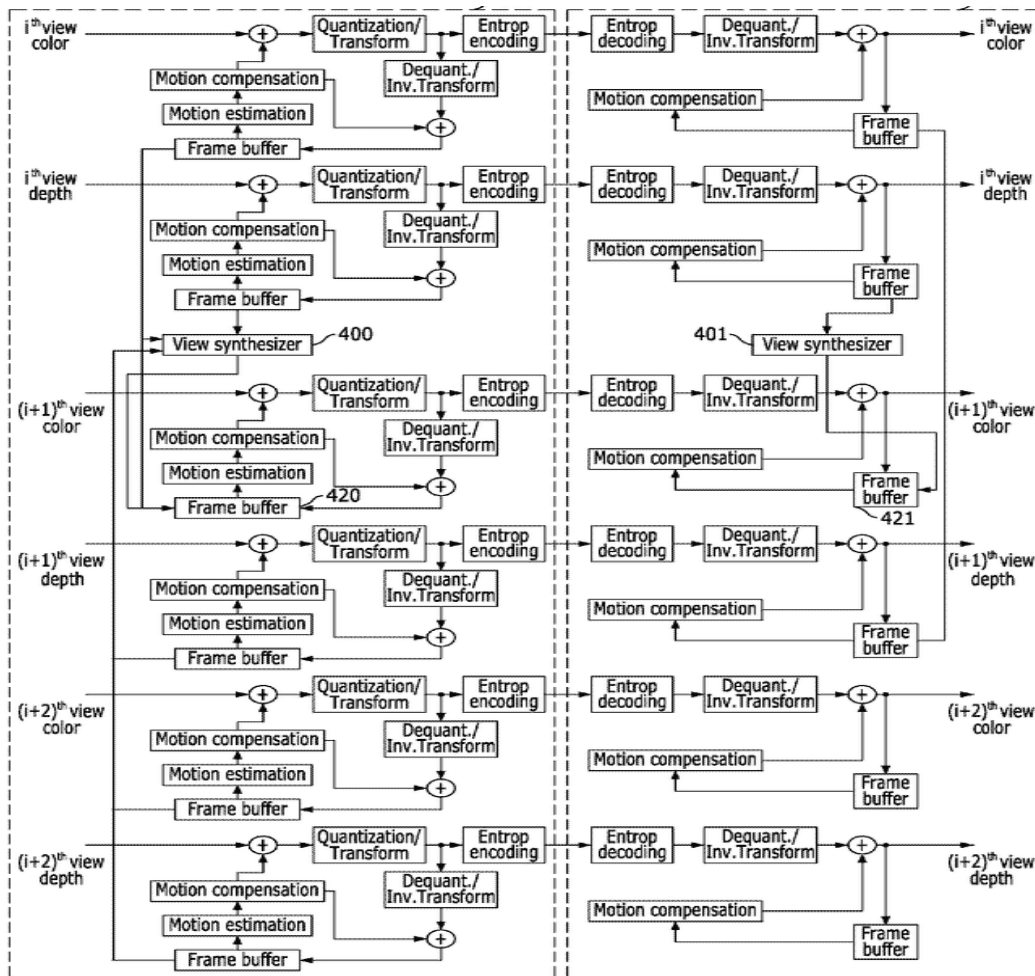 i th view color
Quantization/ Transform
Entrop encoding
Entrop decoding
Dequant./ Inv.Transform
i th view color
Motion compensation
Dequant./ Inv.Transform
Motion estimation
Frame buffer
Motion compensation
Frame buffer
i th view depth
Quantization/ Transform
Entrop encoding
Entrop decoding
Dequant./ Inv.Transform
i th view depth
Motion compensation
Dequant./ Inv.Transform
Motion estimation
Frame buffer
Motion compensation
Frame buffer
View synthesizer
400
401
View synthesizer
(i+1) th view color
Quantization/ Transform
Entrop encoding
Entrop decoding
Dequant./ Inv.Transform
(i+1) th view color
Motion compensation
Dequant./ Inv.Transform
Motion estimation
Frame buffer
420
Motion compensation
Frame buffer
421
(i+1) th view depth
Quantization/ Transform
Entrop encoding
Entrop decoding
Dequant./ Inv.Transform
(i+1) th view depth
Motion compensation
Dequant./ Inv.Transform
Motion estimation
Frame buffer
Motion compensation
Frame buffer
(i+2) th view color
Quantization/ Transform
Entrop encoding
Entrop decoding
Dequant./ Inv.Transform
(i+2) th view color
Motion compensation
Dequant./ Inv.Transform
Motion estimation
Frame buffer
Motion compensation
Frame buffer
(i+2) th view depth
Quantization/ Transform
Entrop encoding
Entrop decoding
Dequant./ Inv.Transform
(i+2) th view depth
Motion compensation
Dequant./ Inv.Transform
Motion estimation
Frame buffer
Motion compensation
Frame buffer